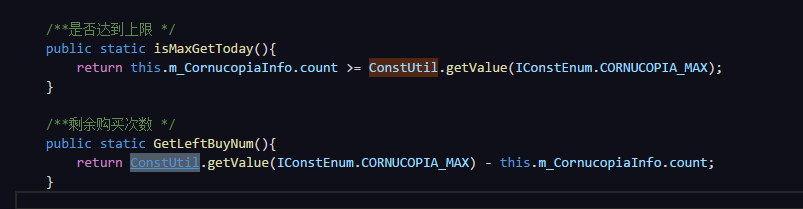 /**是否达到上限 */
public static isMaxGetToday(){
return this.m_CornucopiaInfo.count >= ConstUtil.getValue(IConstEnum.CORNUCOPIA_MAX);
}
/**剩余购买次数 */
public static GetLeftBuyNum(){
return ConstUtil.getValue(IConstEnum.CORNUCOPIA_MAX) - this.m_CornucopiaInfo.count;
}